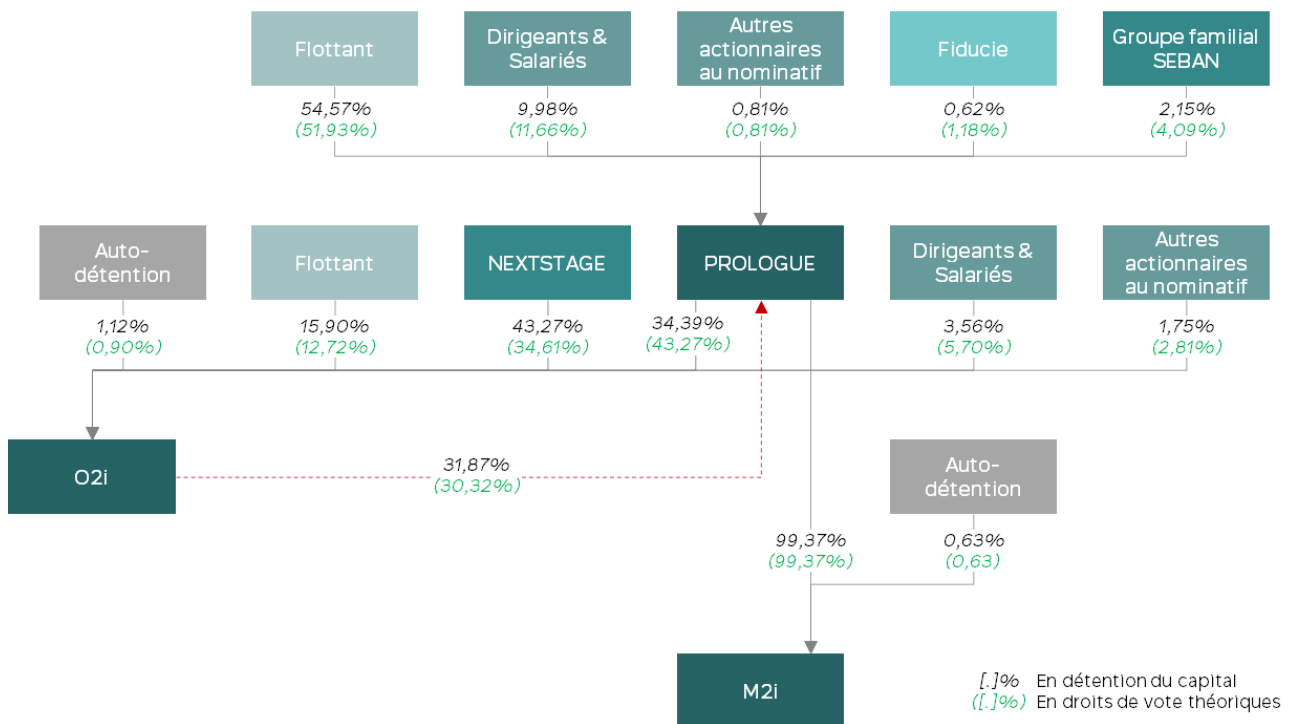 Flottant
Dirigeants &
Salariés
Autres
actionnaires
au nominatif
Fiducie
Groupe familial
SEBAN
54,57%
(51,93%)
9,98%
(11,66%)
0,81%
(0,81%)
0,62%
(1,18%)
2,15%
(4,09%)
Auto-
détention
Flottant
NEXTSTAGE
PROLOGUE
Dirigeants &
Salariés
Autres
actionnaires
au nominatif
1,12%
(0,90%)
15,90%
(12,72%)
43,27%
(34,61%)
34,39%
(43,27%)
3,56%
(5,70%)
1,75%
(2,81%)
O2i
31,87%
(30,32%)
Auto-
détention
99,37%
(99,37%)
0,63%
(0,63)
M2i
[.]% En détention du capital
([.]%) En droits de vote théoriques